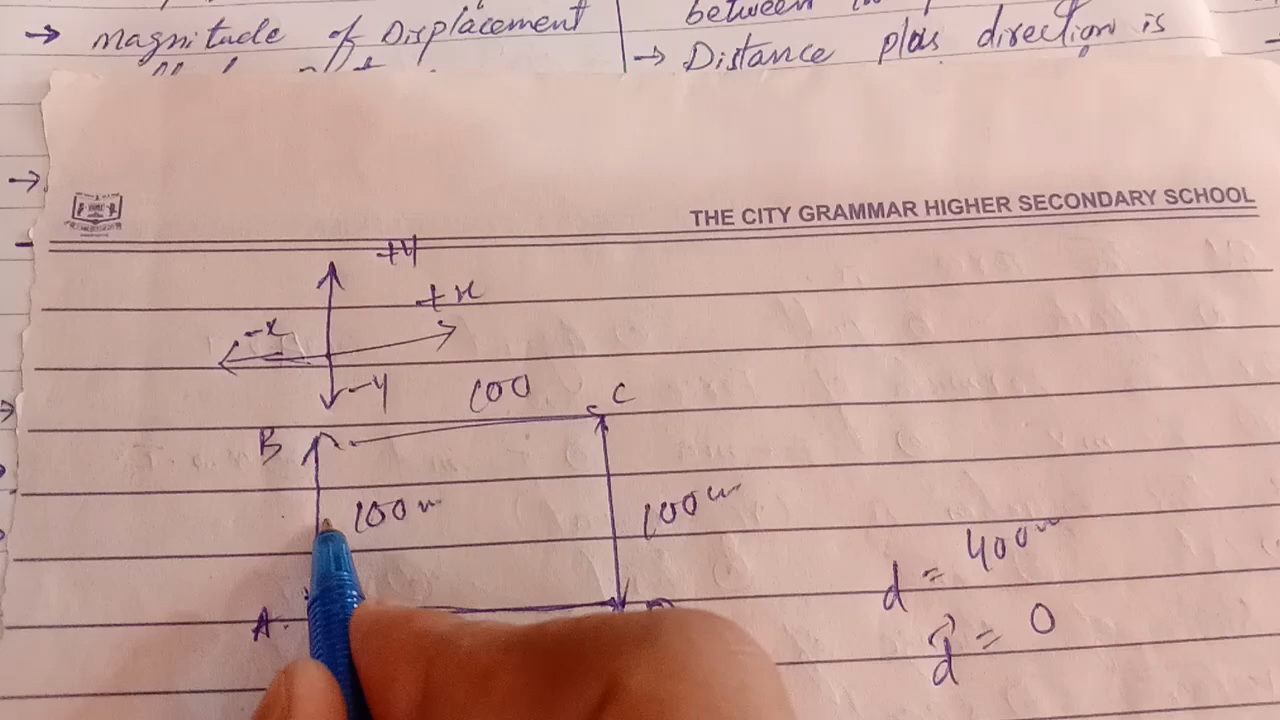 between
→ Magnitude of Displacement
→ Distance plus direction is
THE CITY GRAMMAR HIGHER SECONDARY SCHOOL
+y
+x
-x
-y
100
C
B
100m
100m
A.
d = 400m
d⃗ = 0